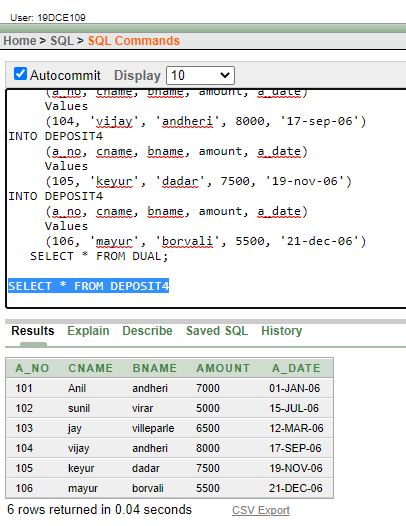 User: 19DCE109
Home > SQL > SQL Commands
Autocommit Display 10
(a_no, cname, bname, amount, a_date)
Values
(104, 'vijay', 'andheri', 8000, '17-sep-06')
INTO DEPOSIT4
(a_no, cname, bname, amount, a_date)
Values
(105, 'keyur', 'dadar', 7500, '19-nov-06')
INTO DEPOSIT4
(a_no, cname, bname, amount, a_date)
Values
(106, 'mayur', 'borvali', 5500, '21-dec-06')
SELECT * FROM DUAL;
SELECT * FROM DEPOSIT4
Results Explain Describe Saved SQL History
A_NO CNAME BNAME AMOUNT A_DATE
101 Anil andheri 7000 01-JAN-06
102 sunil virar 5000 15-JUL-06
103 jay villeparle 6500 12-MAR-06
104 vijay andheri 8000 17-SEP-06
105 keyur dadar 7500 19-NOV-06
106 mayur borvali 5500 21-DEC-06
6 rows returned in 0.04 seconds CSV Export